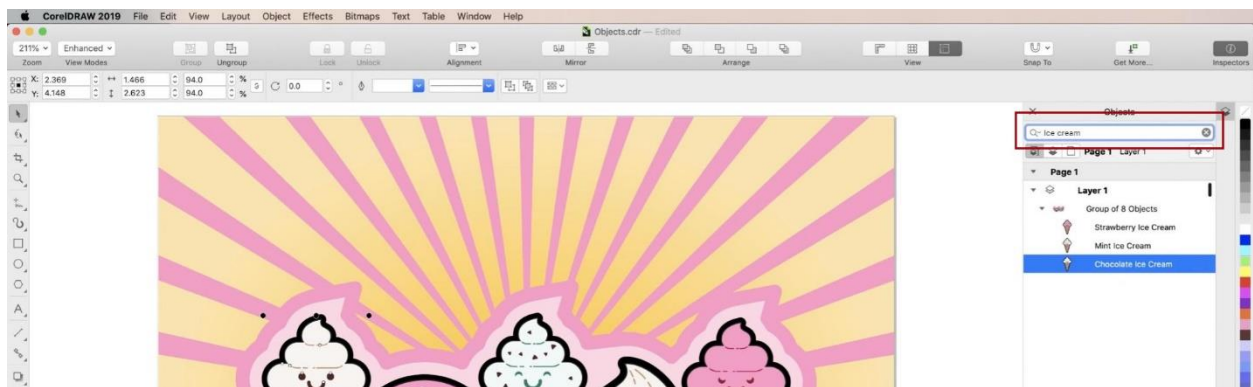 CorelDRAW 2019 File Edit View Layout Object Effects Bitmaps Text Table Window Help
Objects.cdr — Edited
211% Enhanced
Zoom View Modes Group Ungroup Lock Unlock Alignment Mirror Arrange View Snap To Get More... Inspectors
X: 2.369 1.466 94.0 % 0.0 °
Y: 4.148 2.623 94.0 %
Objects
Ice cream
Page 1 Layer 1
Page 1
Layer 1
Group of 8 Objects
Strawberry Ice Cream
Mint Ice Cream
Chocolate Ice Cream